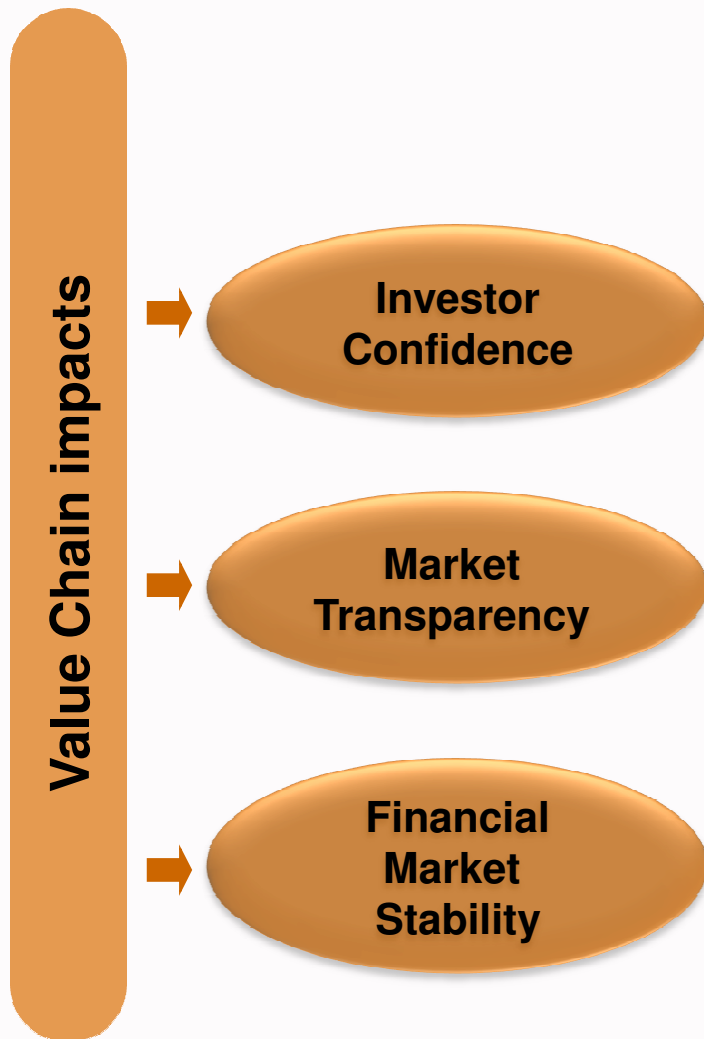 Value Chain impacts
Investor
Confidence
Market
Transparency
Financial
Market
Stability